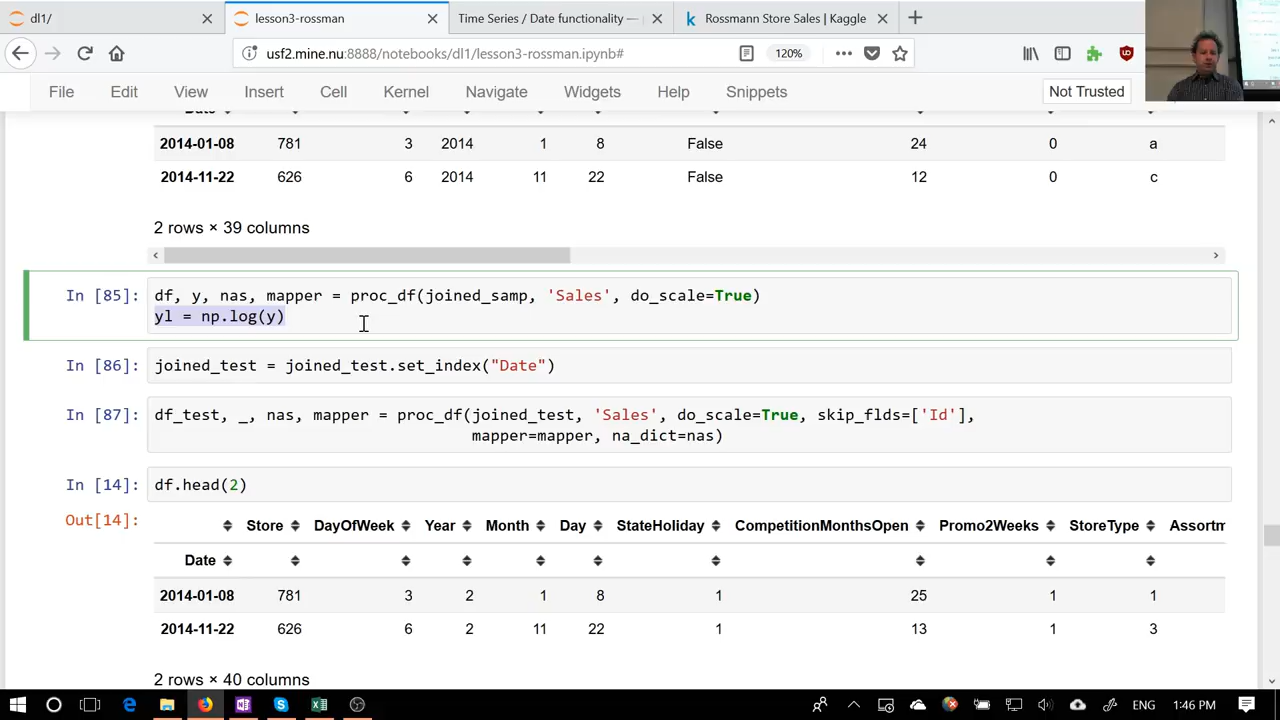 dl1/
lesson3-rossman
Time Series / Date functionality —
Rossmann Store Sales | Kaggle
usf2.mine.nu:8888/notebooks/dl1/lesson3-rossman.ipynb#
120%
File Edit View Insert Cell Kernel Navigate Widgets Help Snippets
Not Trusted
Date
2014-01-08 781 3 2014 1 8 False 24 0 a
2014-11-22 626 6 2014 11 22 False 12 0 c
2 rows × 39 columns
In [85]: df, y, nas, mapper = proc_df(joined_samp, 'Sales', do_scale=True)
yl = np.log(y)
In [86]: joined_test = joined_test.set_index("Date")
In [87]: df_test, _, nas, mapper = proc_df(joined_test, 'Sales', do_scale=True, skip_flds=['Id'],
mapper=mapper, na_dict=nas)
In [14]: df.head(2)
Out[14]: Store DayOfWeek Year Month Day StateHoliday CompetitionMonthsOpen Promo2Weeks StoreType Assortm
Date
2014-01-08 781 3 2 1 8 1 25 1 1
2014-11-22 626 6 2 11 22 1 13 1 3
2 rows × 40 columns
ENG 1:46 PM